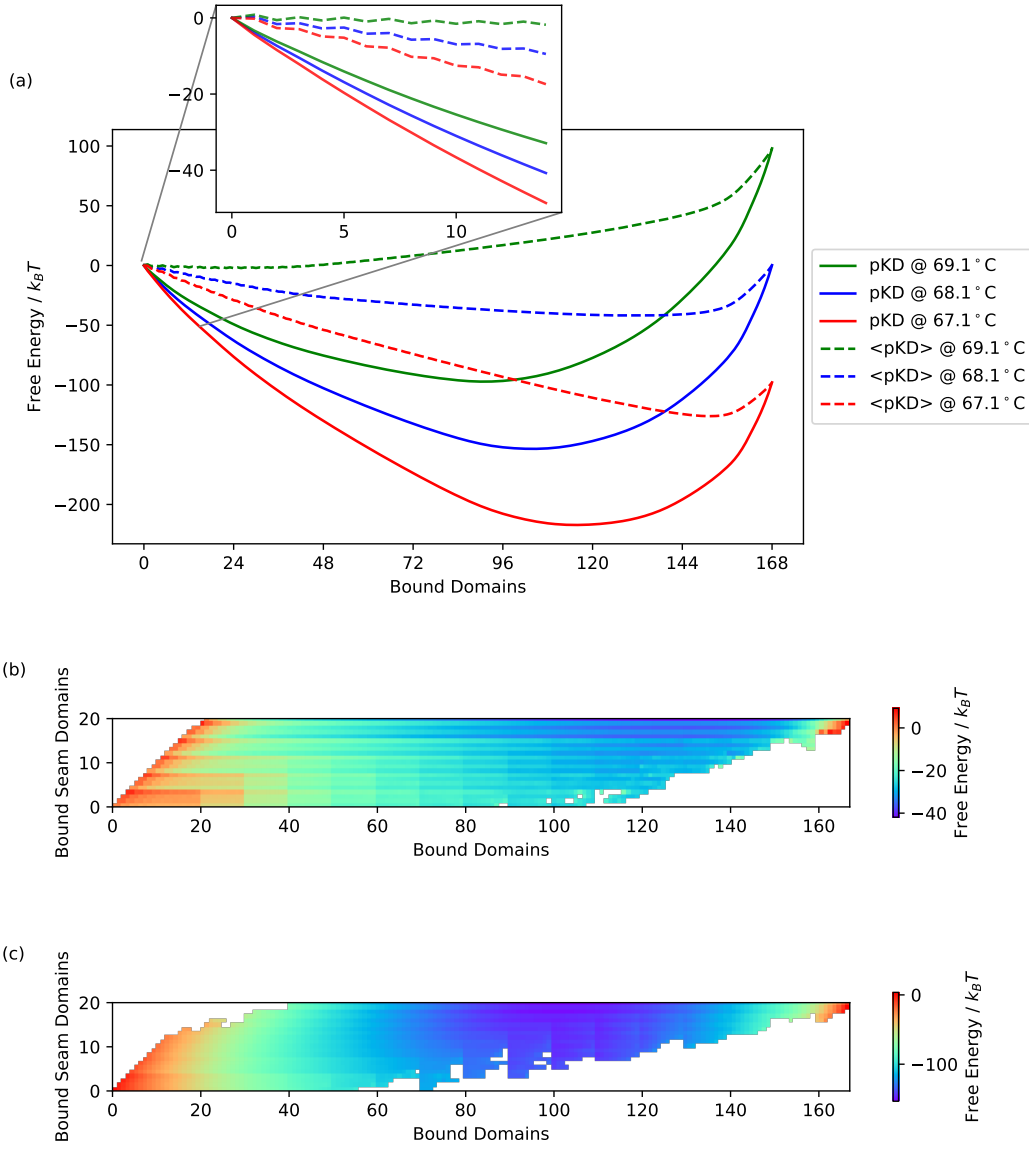 (a)
0
−20
−40
0
5
10
100
50
0
−50
−100
−150
−200
Free Energy / k_BT
0
24
48
72
96
120
144
168
Bound Domains
pKD @ 69.1°C
pKD @ 68.1°C
pKD @ 67.1°C
<pKD> @ 69.1°C
<pKD> @ 68.1°C
<pKD> @ 67.1°C
(b)
Bound Seam Domains
20
10
0
0
20
40
60
80
100
120
140
160
Bound Domains
0
−20
−40
Free Energy / k_BT
(c)
Bound Seam Domains
20
10
0
0
20
40
60
80
100
120
140
160
Bound Domains
0
−100
Free Energy / k_BT